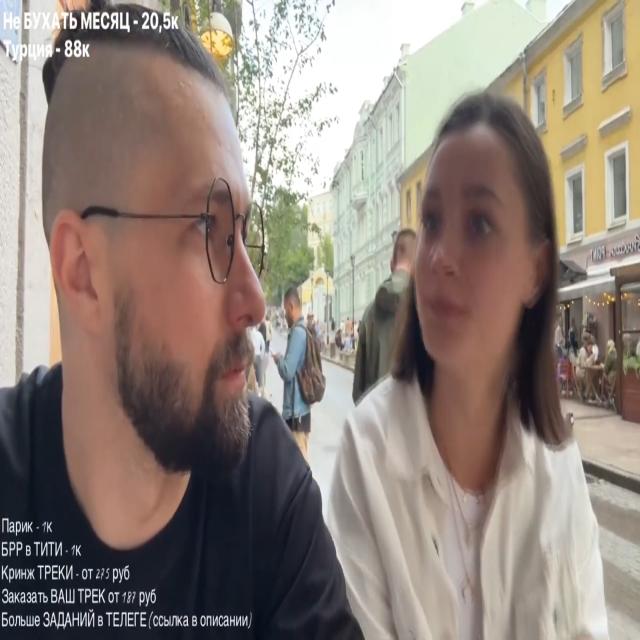 Не БУХАТЬ МЕСЯЦ - 20,5к
Турция - 88к
Парик - 1к
БРР в ТИТИ - 1к
Кринж ТРЕКИ - от 275 руб
Заказать ВАШ ТРЕК от 187 руб
Больше ЗАДАНИЙ в ТЕЛЕГЕ (ссылка в описании)